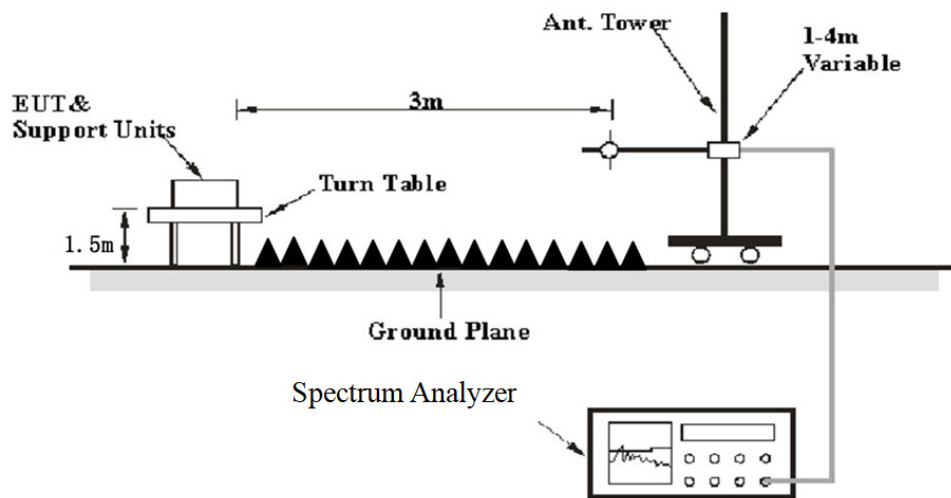 Ant. Tower
1-4m
Variable
EUT &
Support Units
3m
Turn Table
1.5m
Ground Plane
Spectrum Analyzer